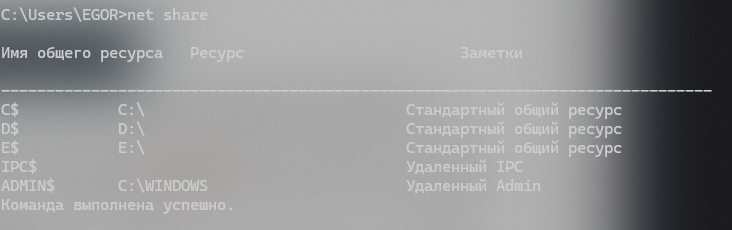 C:\Users\EGOR>net share
Имя общего ресурса   Ресурс                        Заметки
-------------------------------------------------------------------------------
C$           C:\                             Стандартный общий ресурс
D$           D:\                             Стандартный общий ресурс
E$           E:\                             Стандартный общий ресурс
IPC$                                         Удаленный IPC
ADMIN$       C:\WINDOWS                      Удаленный Admin
Команда выполнена успешно.